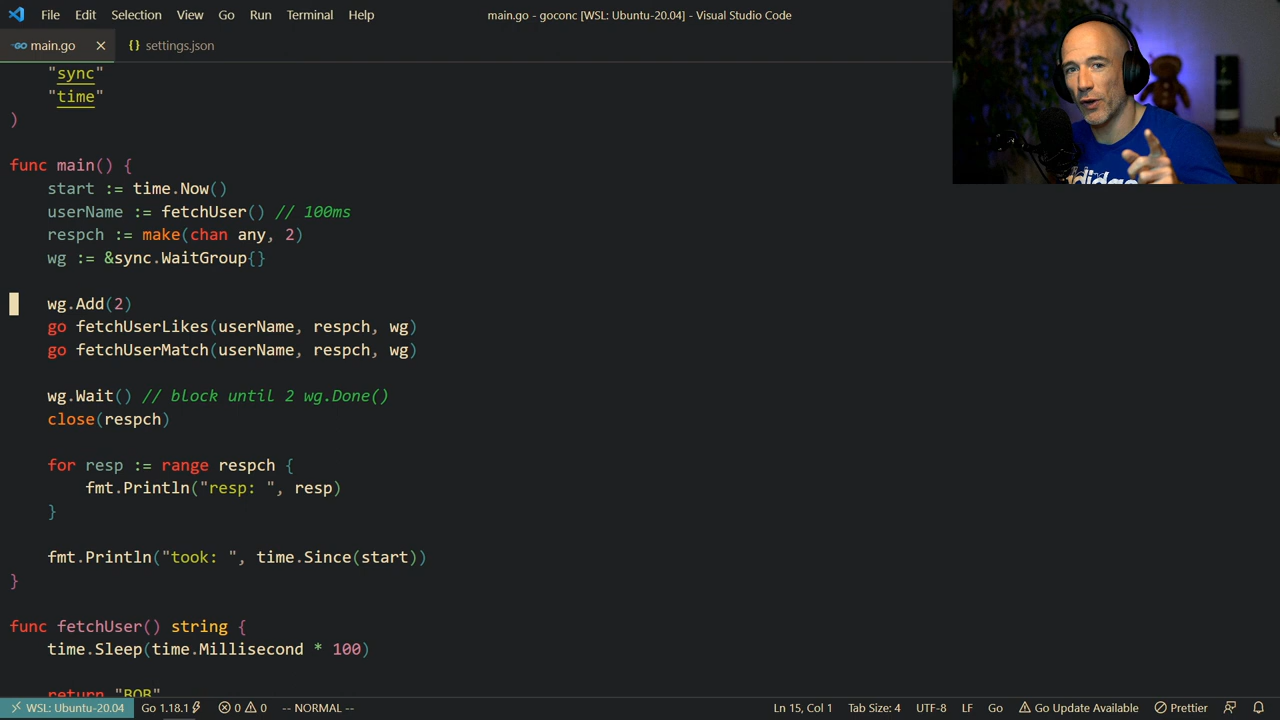 File Edit Selection View Go Run Terminal Help main.go - goconc [WSL: Ubuntu-20.04] - Visual Studio Code
main.go settings.json
"sync"
"time"
)
func main() {
start := time.Now()
userName := fetchUser() // 100ms
respch := make(chan any, 2)
wg := &sync.WaitGroup{}
wg.Add(2)
go fetchUserLikes(userName, respch, wg)
go fetchUserMatch(userName, respch, wg)
wg.Wait() // block until 2 wg.Done()
close(respch)
for resp := range respch {
fmt.Println("resp: ", resp)
}
fmt.Println("took: ", time.Since(start))
}
func fetchUser() string {
time.Sleep(time.Millisecond * 100)
return "BOB"
WSL: Ubuntu-20.04 Go 1.18.1 0 0 -- NORMAL -- Ln 15, Col 1 Tab Size: 4 UTF-8 LF Go Go Update Available Prettier